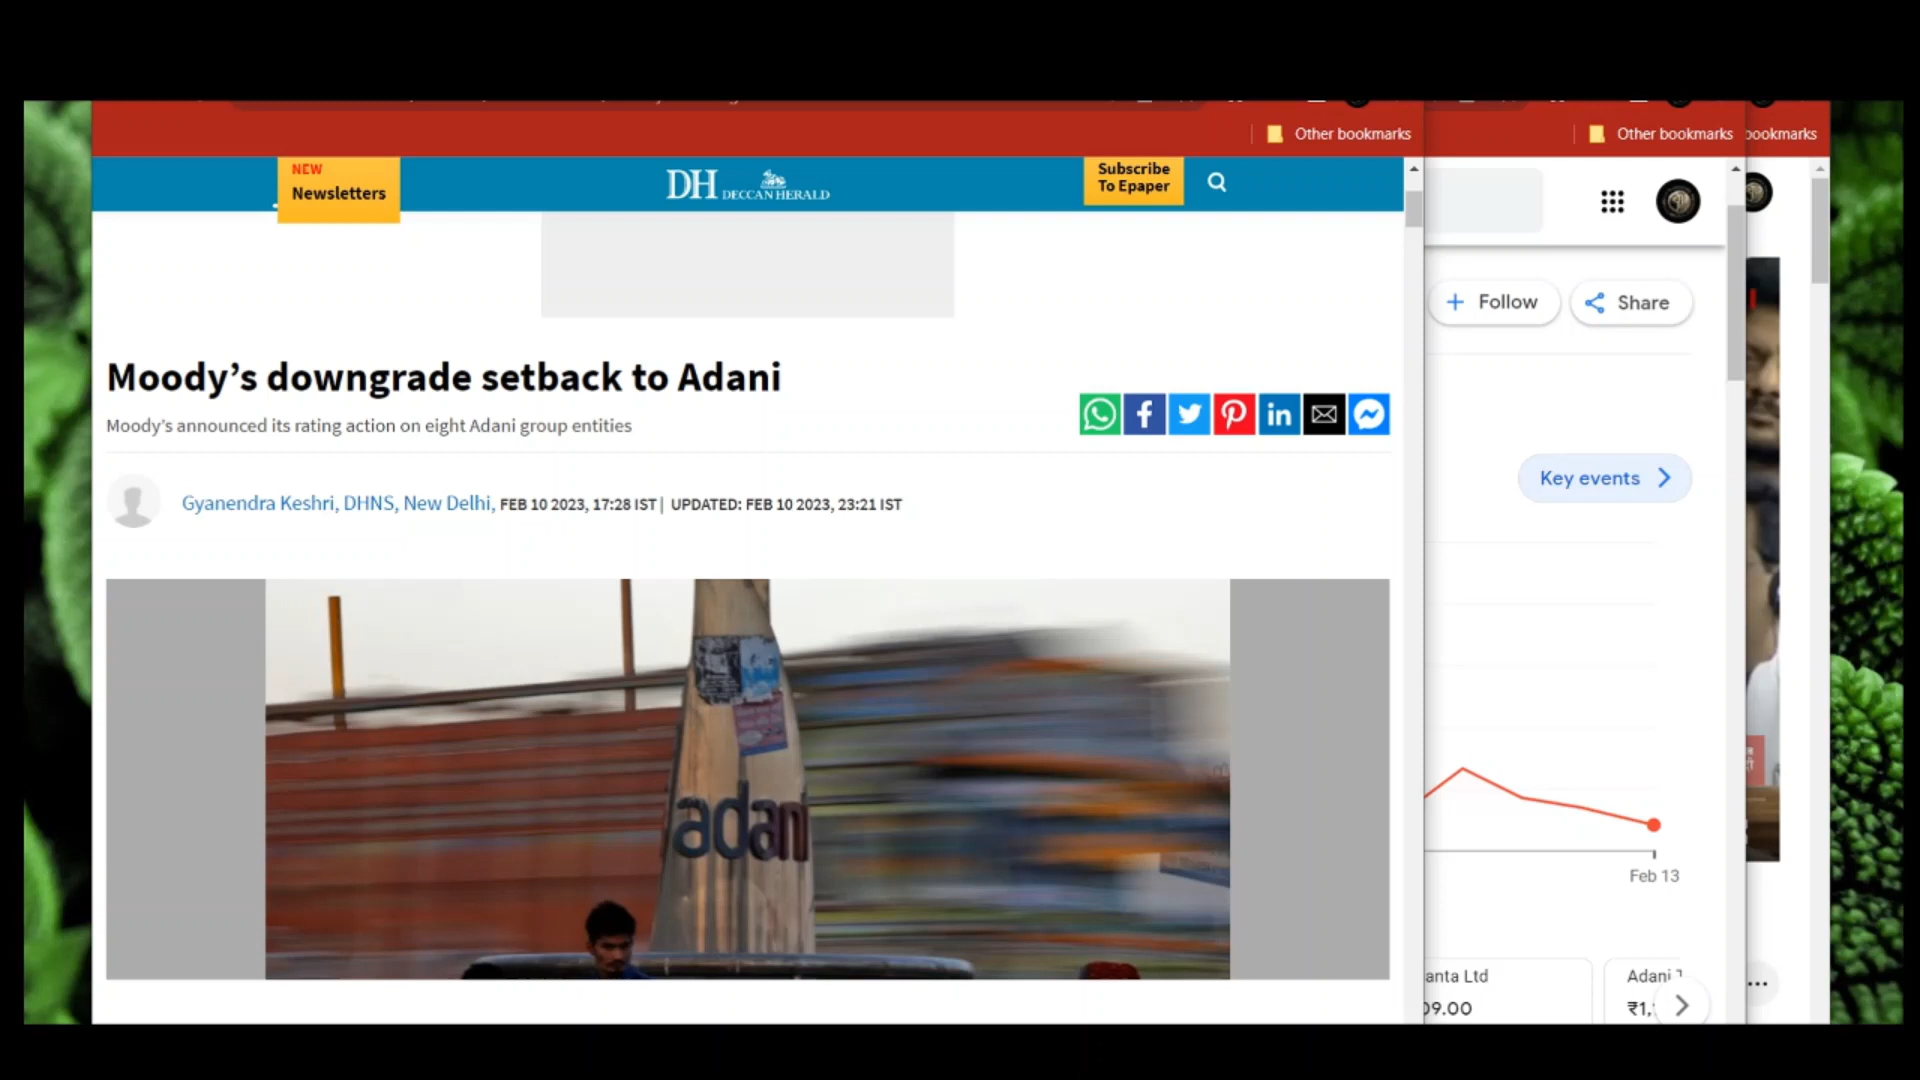 Other bookmarks
Other bookmarks
bookmarks
NEW
Newsletters
DH DECCAN HERALD
Subscribe
To Epaper
Follow
Share
Moody’s downgrade setback to Adani
Moody’s announced its rating action on eight Adani group entities
in
Key events
Gyanendra Keshri, DHNS, New Delhi, FEB 10 2023, 17:28 IST | UPDATED: FEB 10 2023, 23:21 IST
adani
Feb 13
anta Ltd
09.00
Adani
₹1,